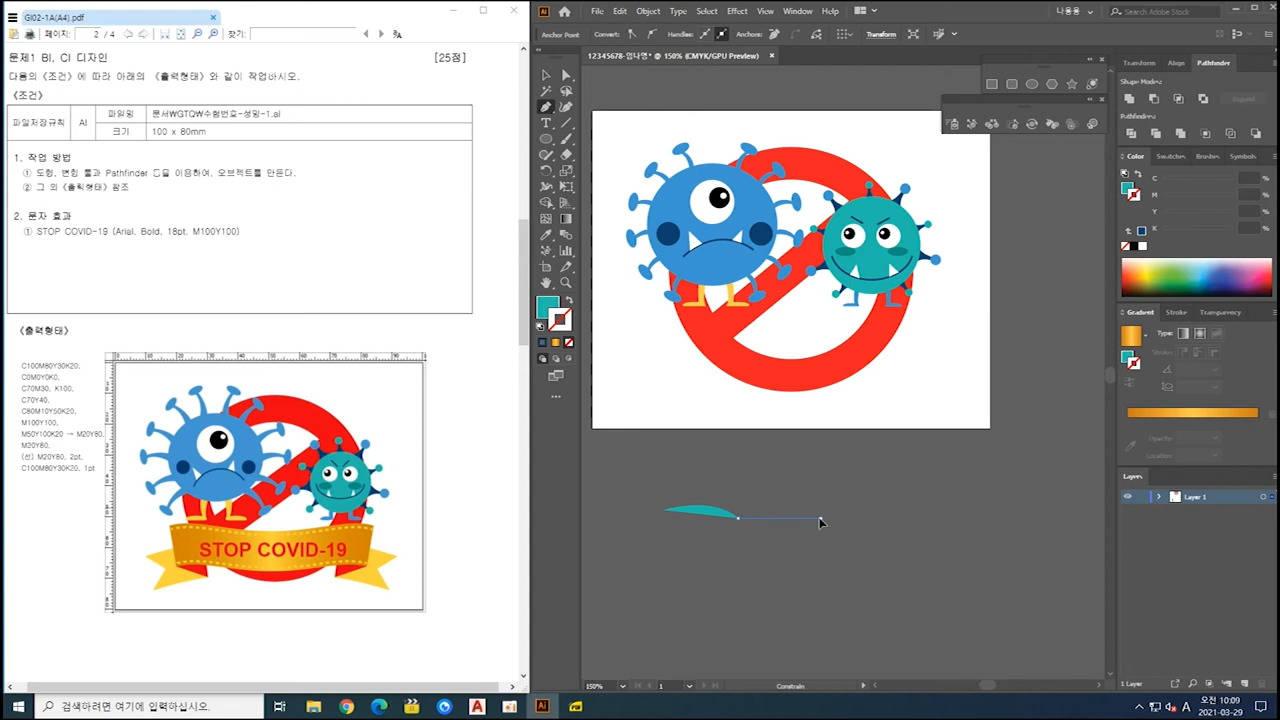 GI02-1A(A4).pdf
페이지: 2 / 4
찾기:
문제1 BI, CI 디자인 [25점]
다음의 《조건》에 따라 아래의 《출력형태》와 같이 작업하시오.
《조건》
파일저장규칙 AI 파일명 문서₩GTQ₩수험번호-성명-1.ai
크기 100 x 80mm
1. 작업 방법
① 도형, 변형 툴과 Pathfinder 등을 이용하여, 오브젝트를 만든다.
② 그 외《출력형태》참조
2. 문자 효과
① STOP COVID-19 (Arial, Bold, 18pt, M100Y100)
《출력형태》
C100M80Y30K20,
C0M0Y0K0,
C70M30, K100,
C70Y40,
C80M10Y50K20,
M100Y100,
M50Y100K20 → M20Y80,
M20Y80,
(선) M20Y80, 2pt,
C100M80Y30K20, 1pt
STOP COVID-19
검색하려면 여기에 입력하십시오.
File Edit Object Type Select Effect View Window Help
나움웅
Search Adobe Stock
Anchor Point Convert: Handles: Anchors: Transform
@ 150% (CMYK/GPU Preview)
Transform Align Pathfinder
Shape Modes:
Expand
Pathfinders:
Color Swatches Brushes Symbols
C %
M %
Y %
K %
Gradient Stroke Transparency
Type:
Stroke:
Opacity:
Location:
Layers
Layer 1
1 Layer
150% 1 Constrain
오전 10:09
2021-03-29